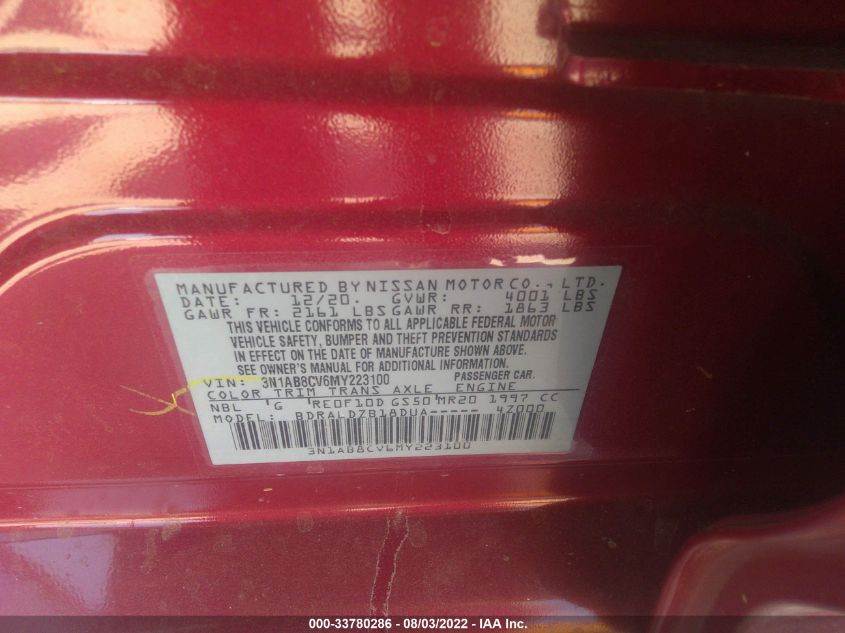 MANUFACTURED BY NISSAN MOTOR CO., LTD.
DATE: 12/20. GVWR: 4001 LBS
GAWR FR: 2161 LBS GAWR RR: 1863 LBS
THIS VEHICLE CONFORMS TO ALL APPLICABLE FEDERAL MOTOR
VEHICLE SAFETY, BUMPER AND THEFT PREVENTION STANDARDS
IN EFFECT ON THE DATE OF MANUFACTURE SHOWN ABOVE.
SEE OWNER'S MANUAL FOR ADDITIONAL INFORMATION
VIN: 3N1AB8CV6MY223100 PASSENGER CAR.
COLOR TRIM TRANS AXLE ENGINE
NBL 'G 'RE0F10D GS50 MR20 1997 CC
MODEL: BDRALDZB18DUA----- 4Z000
3N1AB8CV6MY223100
000-33780286 - 08/03/2022 - IAA Inc.